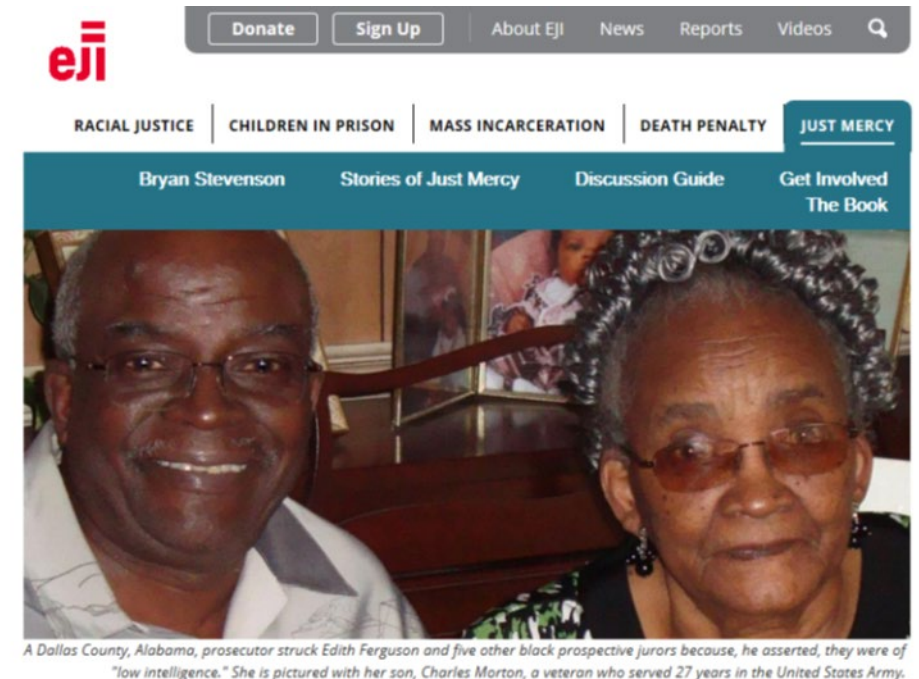 eji
Donate Sign Up About EJI News Reports Videos
RACIAL JUSTICE CHILDREN IN PRISON MASS INCARCERATION DEATH PENALTY JUST MERCY
Bryan Stevenson Stories of Just Mercy Discussion Guide Get Involved
The Book
A Dallas County, Alabama, prosecutor struck Edith Ferguson and five other black prospective jurors because, he asserted, they were of
"low intelligence." She is pictured with her son, Charles Morton, a veteran who served 27 years in the United States Army.